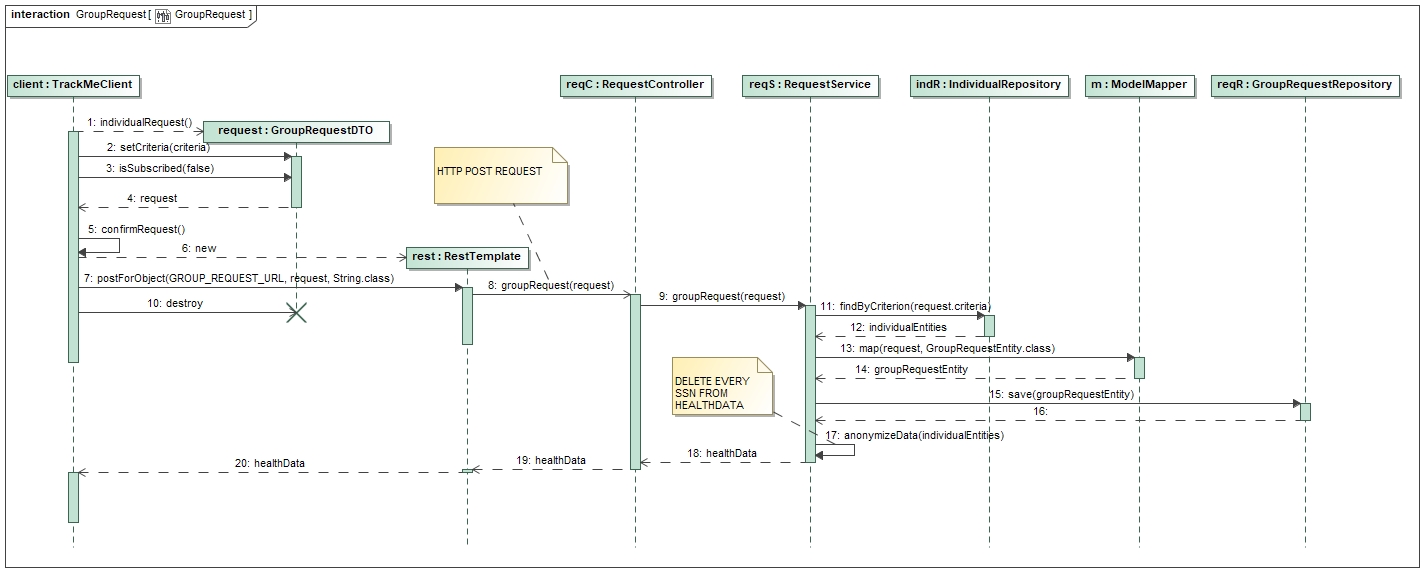 interaction GroupRequest[ GroupRequest ]
client : TrackMeClient
reqC : RequestController
reqS : RequestService
indR : IndividualRepository
m : ModelMapper
reqR : GroupRequestRepository
1: individualRequest()
request : GroupRequestDTO
2: setCriteria(criteria)
3: isSubscribed(false)
HTTP POST REQUEST
4: request
5: confirmRequest()
6: new
rest : RestTemplate
7: postForObject(GROUP_REQUEST_URL, request, String.class)
8: groupRequest(request)
9: groupRequest(request)
10: destroy
11: findByCriterion(request.criteria)
12: individualEntities
13: map(request, GroupRequestEntity.class)
14: groupRequestEntity
DELETE EVERY
SSN FROM
HEALTHDATA
15: save(groupRequestEntity)
16:
17: anonymizeData(individualEntities)
18: healthData
19: healthData
20: healthData